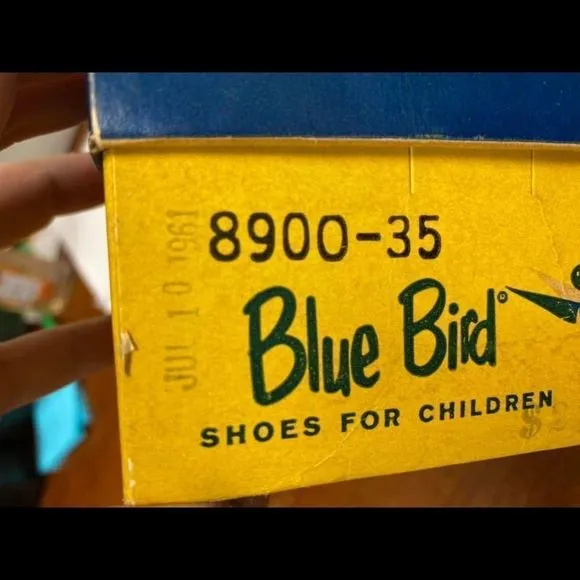 JUL 10 1961
8900-35
Blue Bird®
SHOES FOR CHILDREN